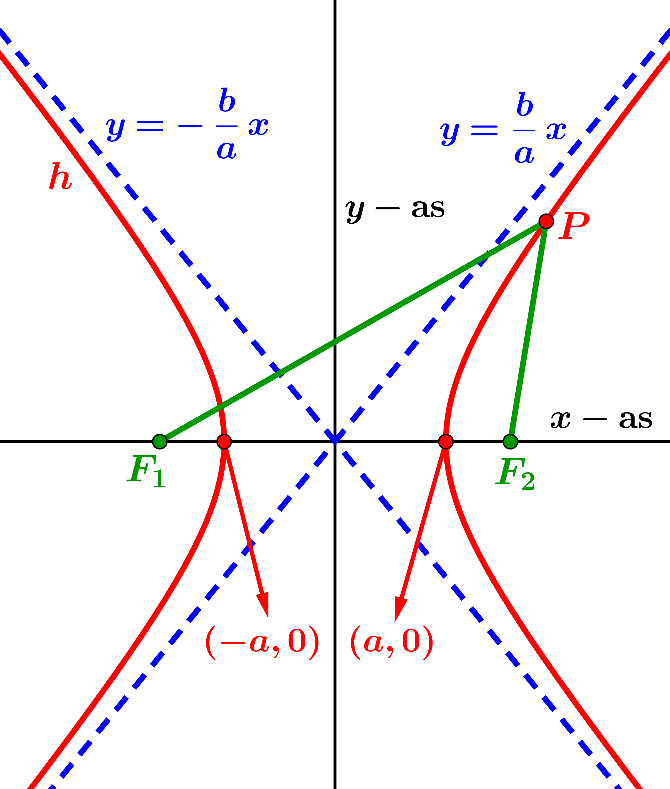 y = − b/a x
y = b/a x
h
y − as
P
x − as
F₁
F₂
(−a, 0)
(a, 0)